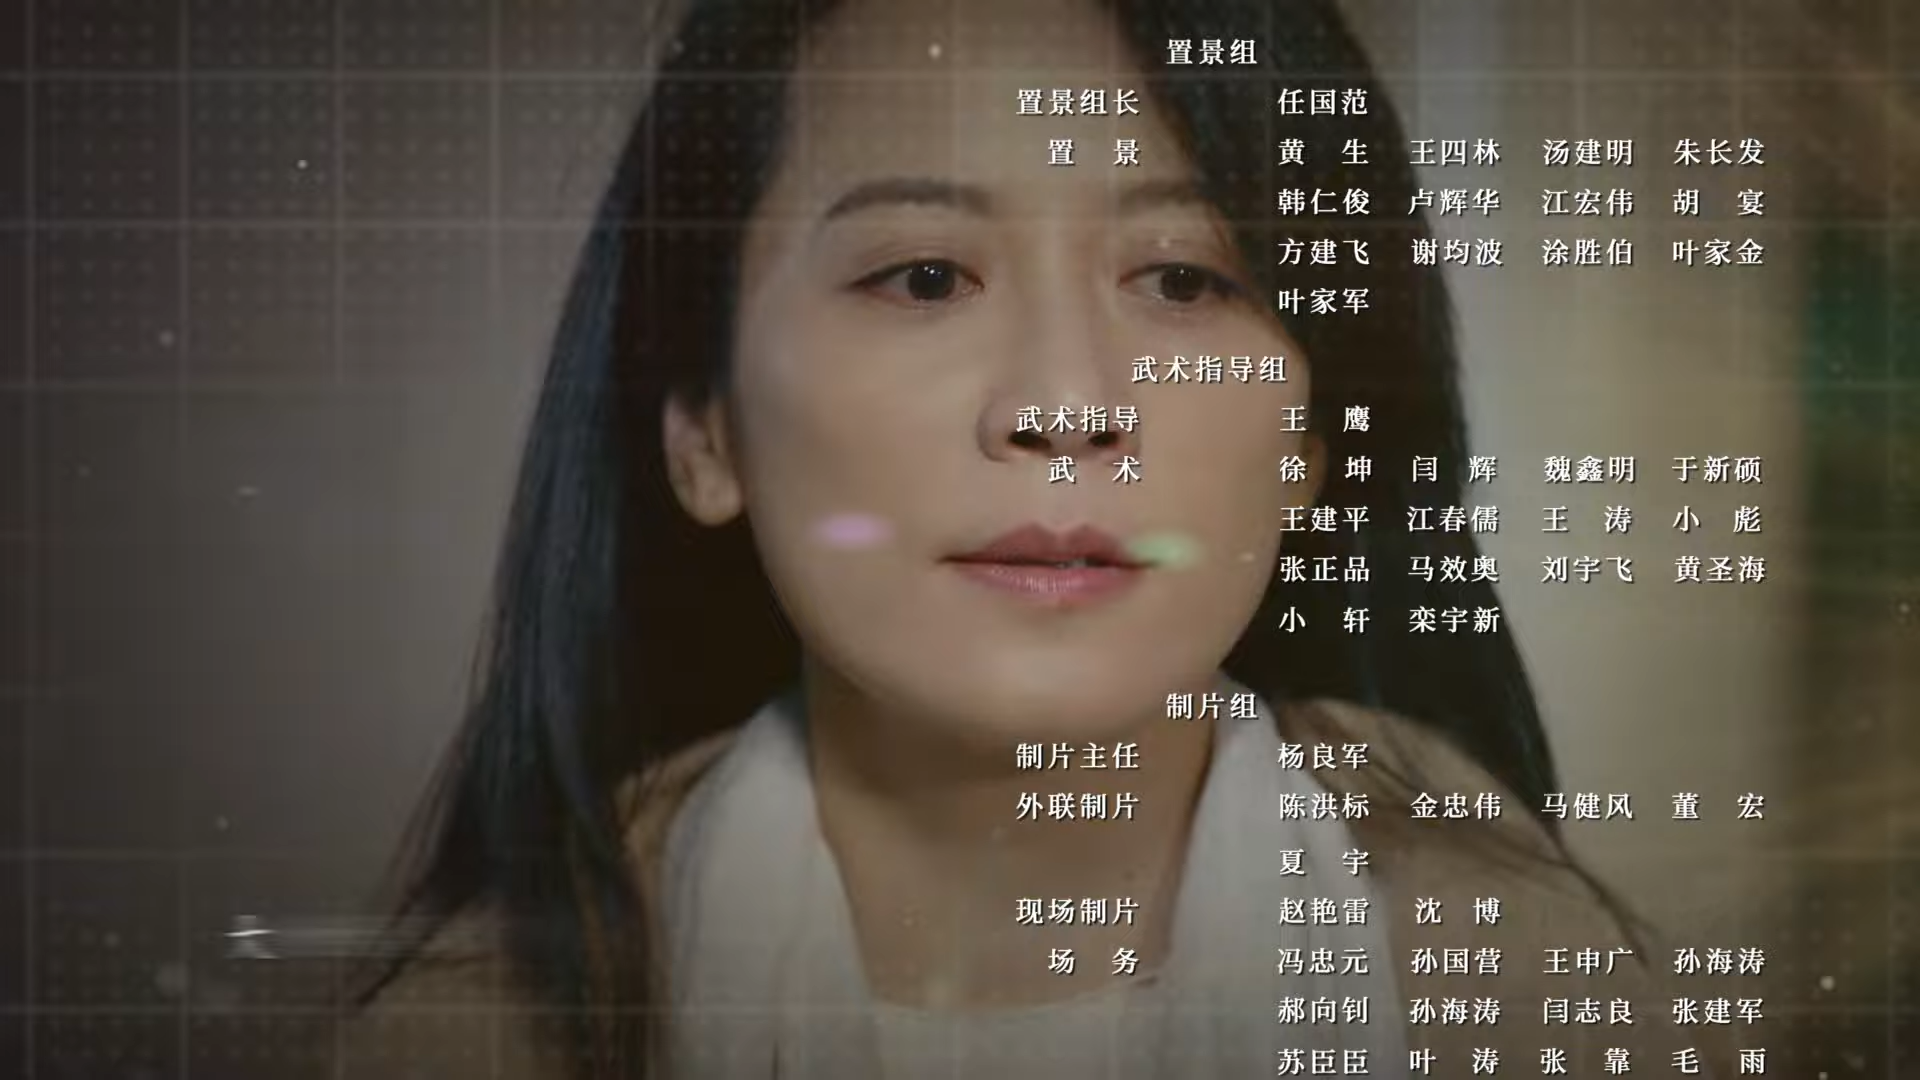 置景组
置景组长 任国范
置 景 黄 生 王四林 汤建明 朱长发
韩仁俊 卢辉华 江宏伟 胡 宴
方建飞 谢均波 涂胜伯 叶家金
叶家军
武术指导组
武术指导 王 鹰
武 术 徐 坤 闫 辉 魏鑫明 于新硕
王建平 江春儒 王 涛 小 彪
张正品 马效奥 刘宇飞 黄圣海
小 轩 栾宇新
制片组
制片主任 杨良军
外联制片 陈洪标 金忠伟 马健风 董 宏
夏 宇
现场制片 赵艳雷 沈 博
场 务 冯忠元 孙国营 王申广 孙海涛
郝向钊 孙海涛 闫志良 张建军
苏臣臣 叶 涛 张 靠 毛 雨